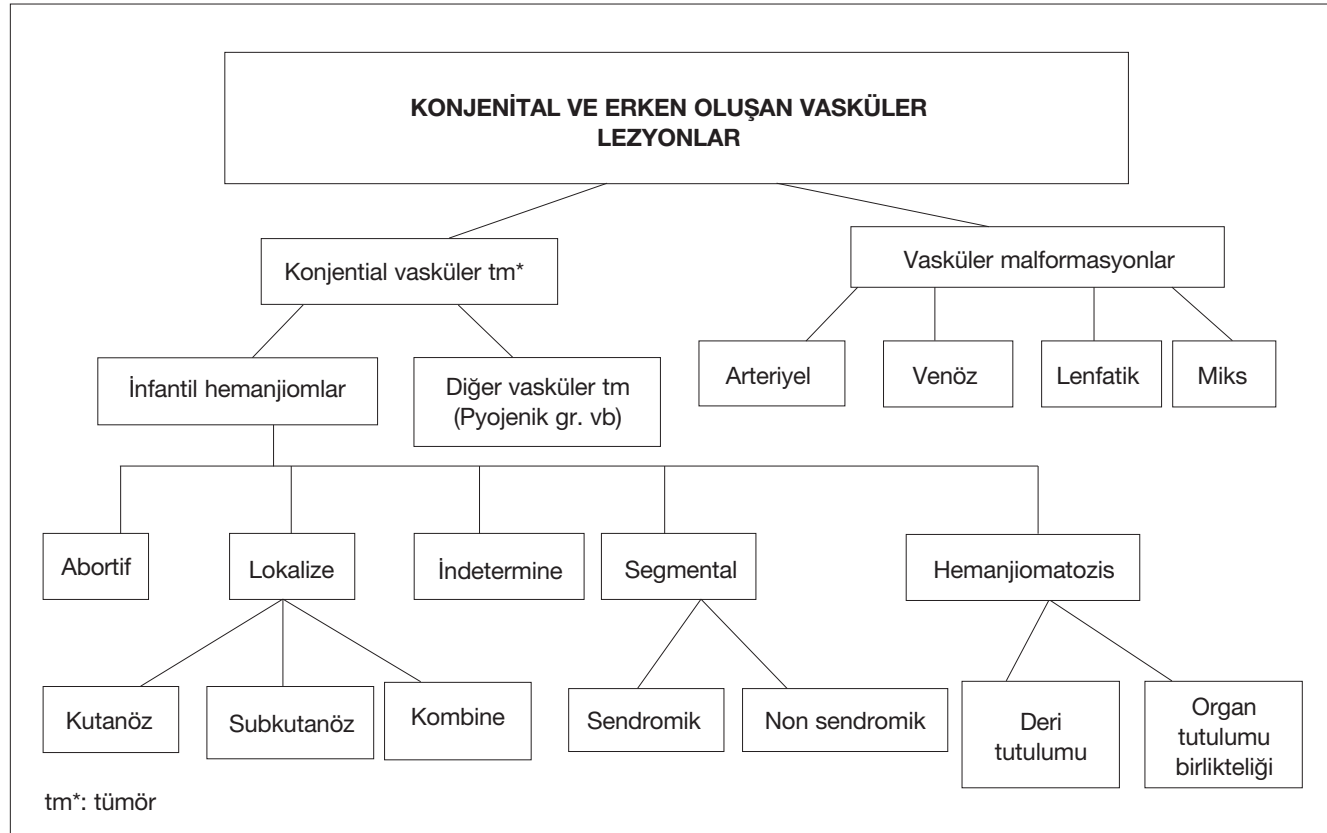 KONJENİTAL VE ERKEN OLUŞAN VASKÜLER
LEZYONLAR
Konjential vasküler tm*
Vasküler malformasyonlar
İnfantil hemanjiomlar
Diğer vasküler tm
(Pyojenik gr. vb)
Arteriyel
Venöz
Lenfatik
Miks
Abortif
Lokalize
İndetermine
Segmental
Hemanjiomatozis
Kutanöz
Subkutanöz
Kombine
Sendromik
Non sendromik
Deri
tutulumu
Organ
tutulumu
birlikteliği
tm*: tümör